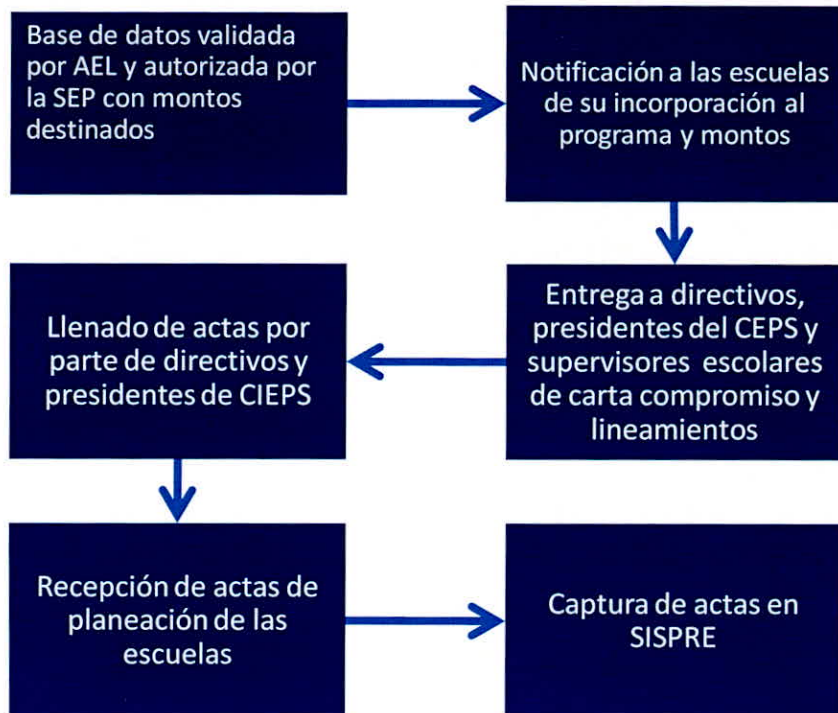 Base de datos validada
por AEL y autorizada por
la SEP con montos
destinados
Notificación a las escuelas
de su incorporación al
programa y montos
Entrega a directivos,
presidentes del CEPS y
supervisores escolares
de carta compromiso y
lineamientos
Llenado de actas por
parte de directivos y
presidentes de CIEPS
Recepción de actas de
planeación de las
escuelas
Captura de actas en
SISPRE